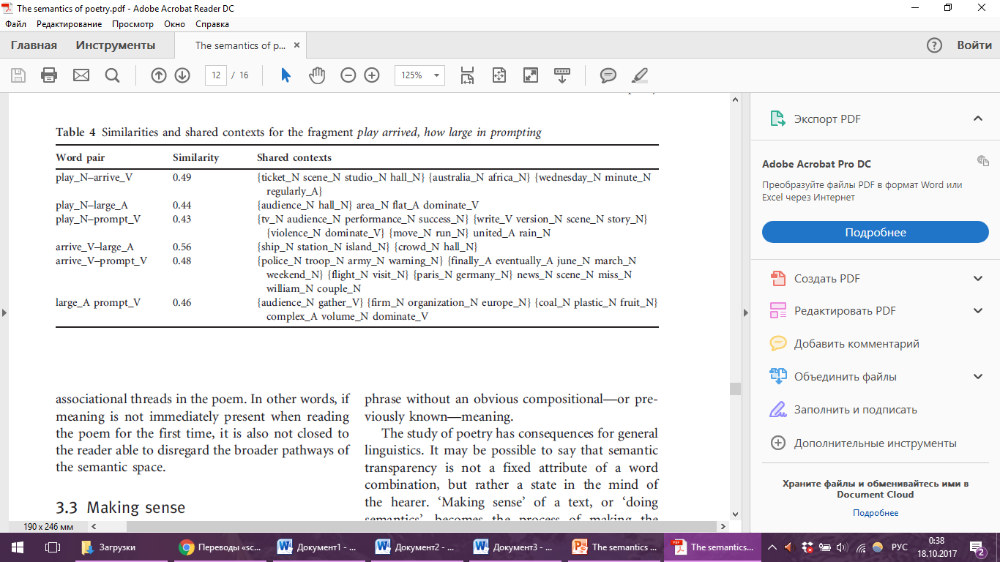 The semantics of poetry.pdf - Adobe Acrobat Reader DC
Файл Редактирование Просмотр Окно Справка
Главная Инструменты The semantics of p... × Войти
12 / 16 125%
Table 4 Similarities and shared contexts for the fragment play arrived, how large in prompting
Word pair Similarity Shared contexts
play_N–arrive_V 0.49 {ticket_N scene_N studio_N hall_N} {australia_N africa_N} {wednesday_N minute_N
regularly_A}
play_N–large_A 0.44 {audience_N hall_N} area_N flat_A dominate_V
play_N–prompt_V 0.43 {tv_N audience_N performance_N success_N} {write_V version_N scene_N story_N}
{violence_N dominate_V} {move_N run_N} united_A rain_N
arrive_V–large_A 0.56 {ship_N station_N island_N} {crowd_N hall_N}
arrive_V–prompt_V 0.48 {police_N troop_N army_N warning_N} {finally_A eventually_A june_N march_N
weekend_N} {flight_N visit_N} {paris_N germany_N} news_N scene_N miss_N
william_N couple_N
large_A prompt_V 0.46 {audience_N gather_V} {firm_N organization_N europe_N} {coal_N plastic_N fruit_N}
complex_A volume_N dominate_V
associational threads in the poem. In other words, if
meaning is not immediately present when reading
the poem for the first time, it is also not closed to
the reader able to disregard the broader pathways of
the semantic space.
3.3 Making sense
phrase without an obvious compositional—or pre-
viously known—meaning.
The study of poetry has consequences for general
linguistics. It may be possible to say that semantic
transparency is not a fixed attribute of a word
combination, but rather a state in the mind of
the hearer. ‘Making sense’ of a text, or ‘doing
semantics’, becomes the process of making the
190 x 246 мм
Экспорт PDF
Adobe Acrobat Pro DC
Преобразуйте файлы PDF в формат Word или
Excel через Интернет
Подробнее
Создать PDF
Редактировать PDF
Добавить комментарий
Объединить файлы
Заполнить и подписать
Дополнительные инструменты
Храните файлы и обменивайтесь ими в
Document Cloud
Подробнее
Загрузки Переводы «sc... Документ1 - ... Документ2 - ... Документ3 - ... The semantics ... The semantics... РУС 0:38
18.10.2017 2